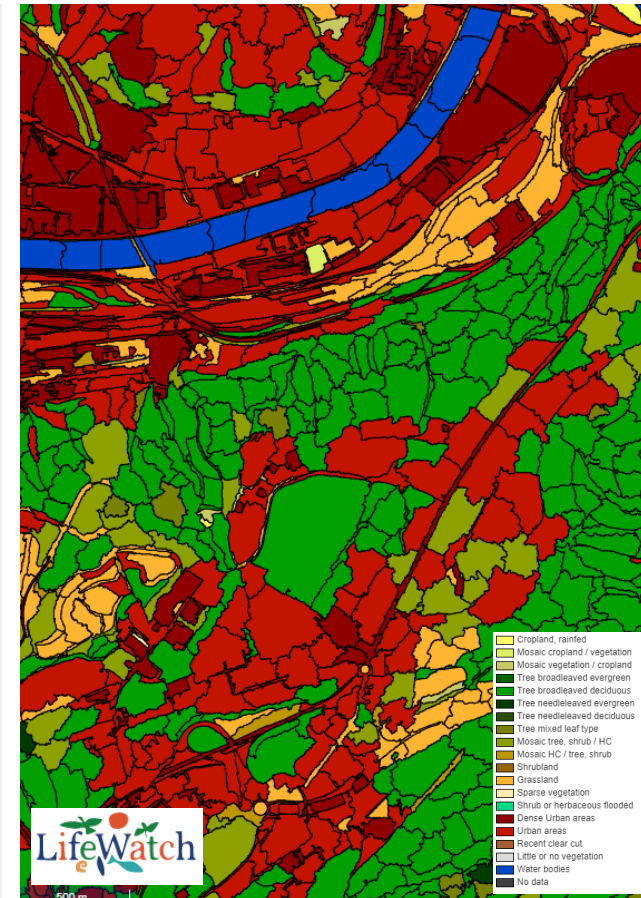 Cropland, rainfed
Mosaic cropland / vegetation
Mosaic vegetation / cropland
Tree broadleaved evergreen
Tree broadleaved deciduous
Tree needleleaved evergreen
Tree needleleaved deciduous
Tree mixed leaf type
Mosaic tree, shrub / HC
Mosaic HC / tree, shrub
Shrubland
Grassland
Sparse vegetation
Shrub or herbaceous flooded
Dense Urban areas
Urban areas
Recent clear cut
Little or no vegetation
Water bodies
No data
LifeWatch
500 m